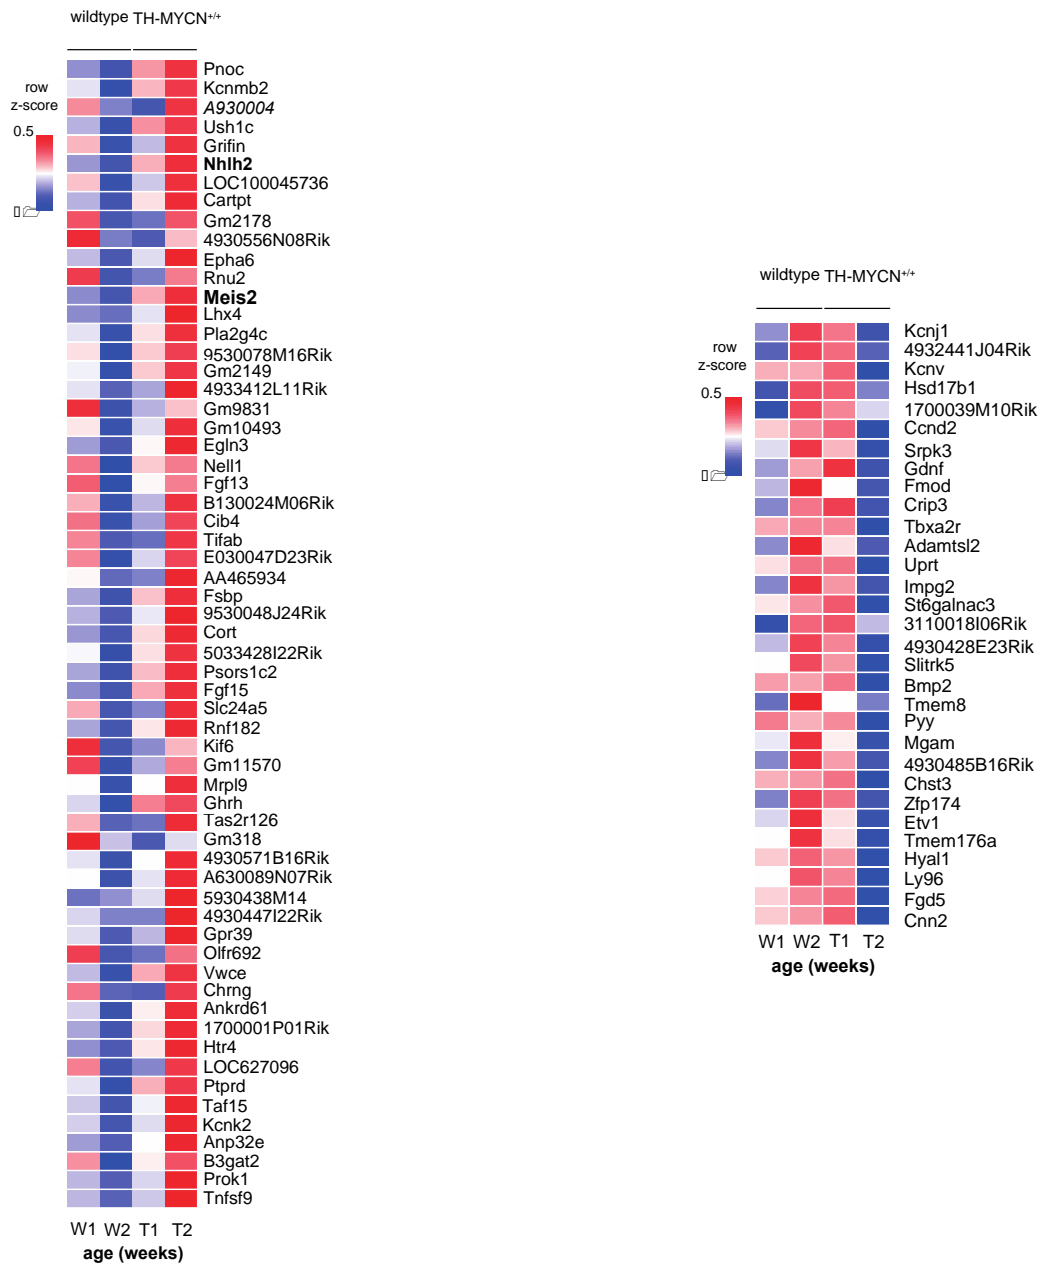 wildtype TH-MYCN+/+
row
z-score
0.5
0
Pnoc
Kcnmb2
A930004
Ush1c
Grifin
Nhlh2
LOC100045736
Cartpt
Gm2178
4930556N08Rik
Epha6
Rnu2
Meis2
Lhx4
Pla2g4c
9530078M16Rik
Gm2149
4933412L11Rik
Gm9831
Gm10493
Egln3
Nell1
Fgf13
B130024M06Rik
Cib4
Tifab
E030047D23Rik
AA465934
Fsbp
9530048J24Rik
Cort
5033428I22Rik
Psors1c2
Fgf15
Slc24a5
Rnf182
Kif6
Gm11570
Mrpl9
Ghrh
Tas2r126
Gm318
4930571B16Rik
A630089N07Rik
5930438M14
4930447I22Rik
Gpr39
Olfr692
Vwce
Chrng
Ankrd61
1700001P01Rik
Htr4
LOC627096
Ptprd
Taf15
Kcnk2
Anp32e
B3gat2
Prok1
Tnfsf9
W1 W2 T1 T2
age (weeks)
wildtype TH-MYCN+/+
row
z-score
0.5
Kcnj1
4932441J04Rik
Kcnv
Hsd17b1
1700039M10Rik
Ccnd2
Srpk3
Gdnf
Fmod
Crip3
Tbxa2r
Adamtsl2
Uprt
Impg2
St6galnac3
3110018I06Rik
4930428E23Rik
Slitrk5
Bmp2
Tmem8
Pyy
Mgam
4930485B16Rik
Chst3
Zfp174
Etv1
Tmem176a
Hyal1
Ly96
Fgd5
Cnn2
W1 W2 T1 T2
age (weeks)